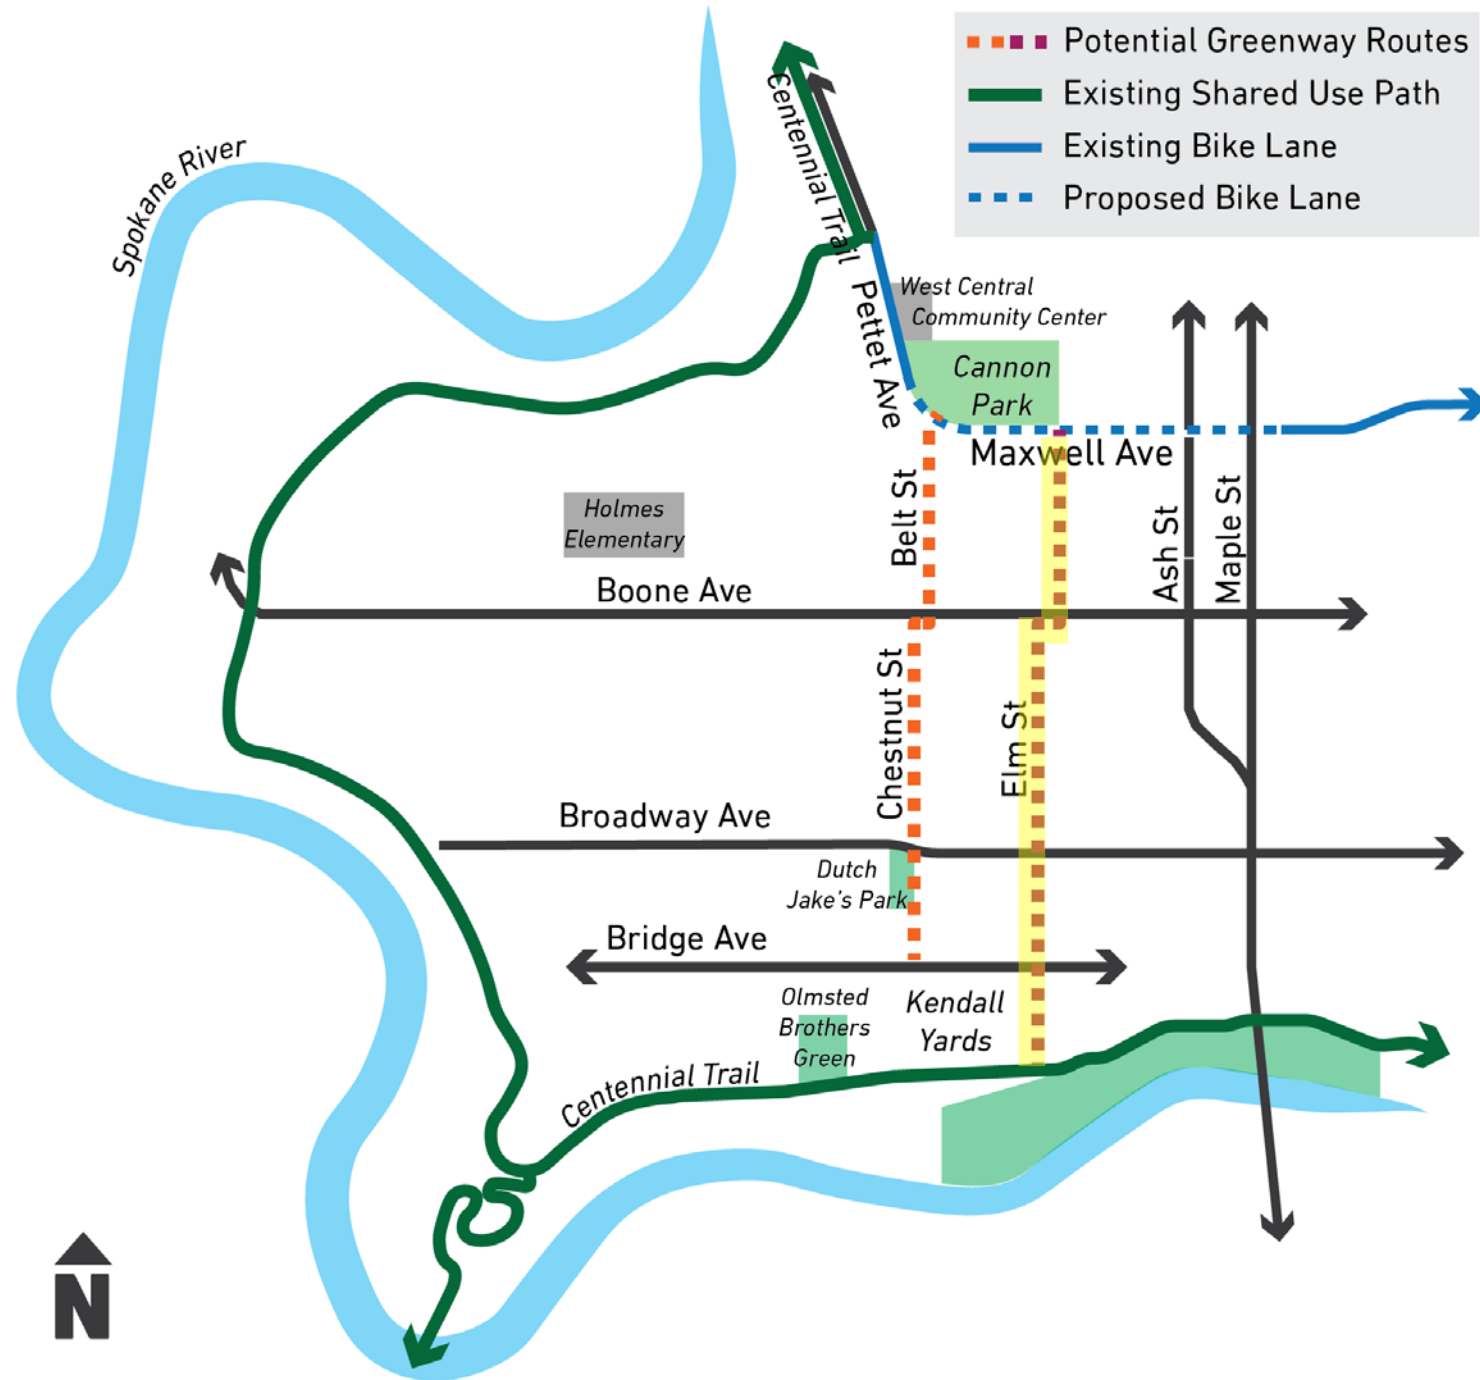 Potential Greenway Routes
Existing Shared Use Path
Existing Bike Lane
Proposed Bike Lane
Centennial Trail
Spokane River
West Central
Community Center
Pettet Ave
Cannon
Park
Maxwell Ave
Belt St
Ash St
Maple St
Holmes
Elementary
Boone Ave
Chestnut St
Elm St
Broadway Ave
Dutch
Jake's Park
Bridge Ave
Olmsted
Brothers
Green
Kendall
Yards
Centennial Trail
N